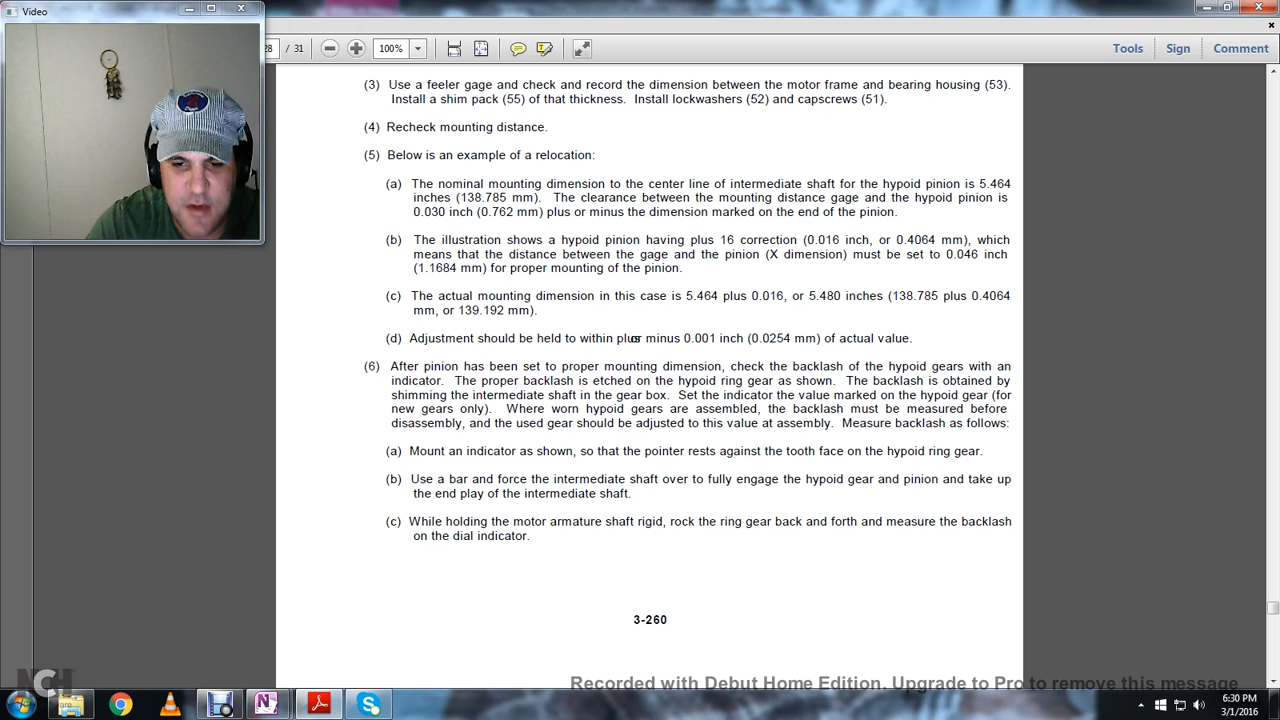 Video
28 / 31
100%
Tools
Sign
Comment
(3) Use a feeler gage and check and record the dimension between the motor frame and bearing housing (53).
Install a shim pack (55) of that thickness. Install lockwashers (52) and capscrews (51).
(4) Recheck mounting distance.
(5) Below is an example of a relocation:
(a) The nominal mounting dimension to the center line of intermediate shaft for the hypoid pinion is 5.464
inches (138.785 mm). The clearance between the mounting distance gage and the hypoid pinion is
0.030 inch (0.762 mm) plus or minus the dimension marked on the end of the pinion.
(b) The illustration shows a hypoid pinion having plus 16 correction (0.016 inch, or 0.4064 mm), which
means that the distance between the gage and the pinion (X dimension) must be set to 0.046 inch
(1.1684 mm) for proper mounting of the pinion.
(c) The actual mounting dimension in this case is 5.464 plus 0.016, or 5.480 inches (138.785 plus 0.4064
mm, or 139.192 mm).
(d) Adjustment should be held to within plus or minus 0.001 inch (0.0254 mm) of actual value.
(6) After pinion has been set to proper mounting dimension, check the backlash of the hypoid gears with an
indicator. The proper backlash is etched on the hypoid ring gear as shown. The backlash is obtained by
shimming the intermediate shaft in the gear box. Set the indicator the value marked on the hypoid gear (for
new gears only). Where worn hypoid gears are assembled, the backlash must be measured before
disassembly, and the used gear should be adjusted to this value at assembly. Measure backlash as follows:
(a) Mount an indicator as shown, so that the pointer rests against the tooth face on the hypoid ring gear.
(b) Use a bar and force the intermediate shaft over to fully engage the hypoid gear and pinion and take up
the end play of the intermediate shaft.
(c) While holding the motor armature shaft rigid, rock the ring gear back and forth and measure the backlash
on the dial indicator.
3-260
NCH
Recorded with Debut Home Edition. Upgrade to Pro to remove this message
6:30 PM
3/1/2016